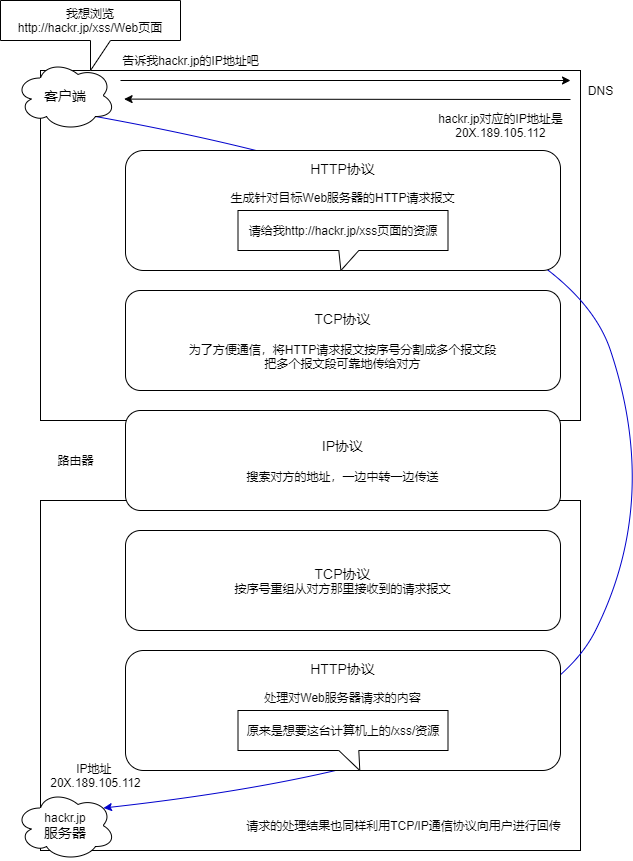 我想浏览
http://hackr.jp/xss/Web页面
告诉我hackr.jp的IP地址吧
客户端
DNS
hackr.jp对应的IP地址是
20X.189.105.112
HTTP协议
生成针对目标Web服务器的HTTP请求报文
请给我http://hackr.jp/xss页面的资源
TCP协议
为了方便通信，将HTTP请求报文按序号分割成多个报文段
把多个报文段可靠地传给对方
IP协议
路由器
搜索对方的地址，一边中转一边传送
TCP协议
按序号重组从对方那里接收到的请求报文
HTTP协议
处理对Web服务器请求的内容
原来是想要这台计算机上的/xss/资源
IP地址
20X.189.105.112
hackr.jp
服务器
请求的处理结果也同样利用TCP/IP通信协议向用户进行回传